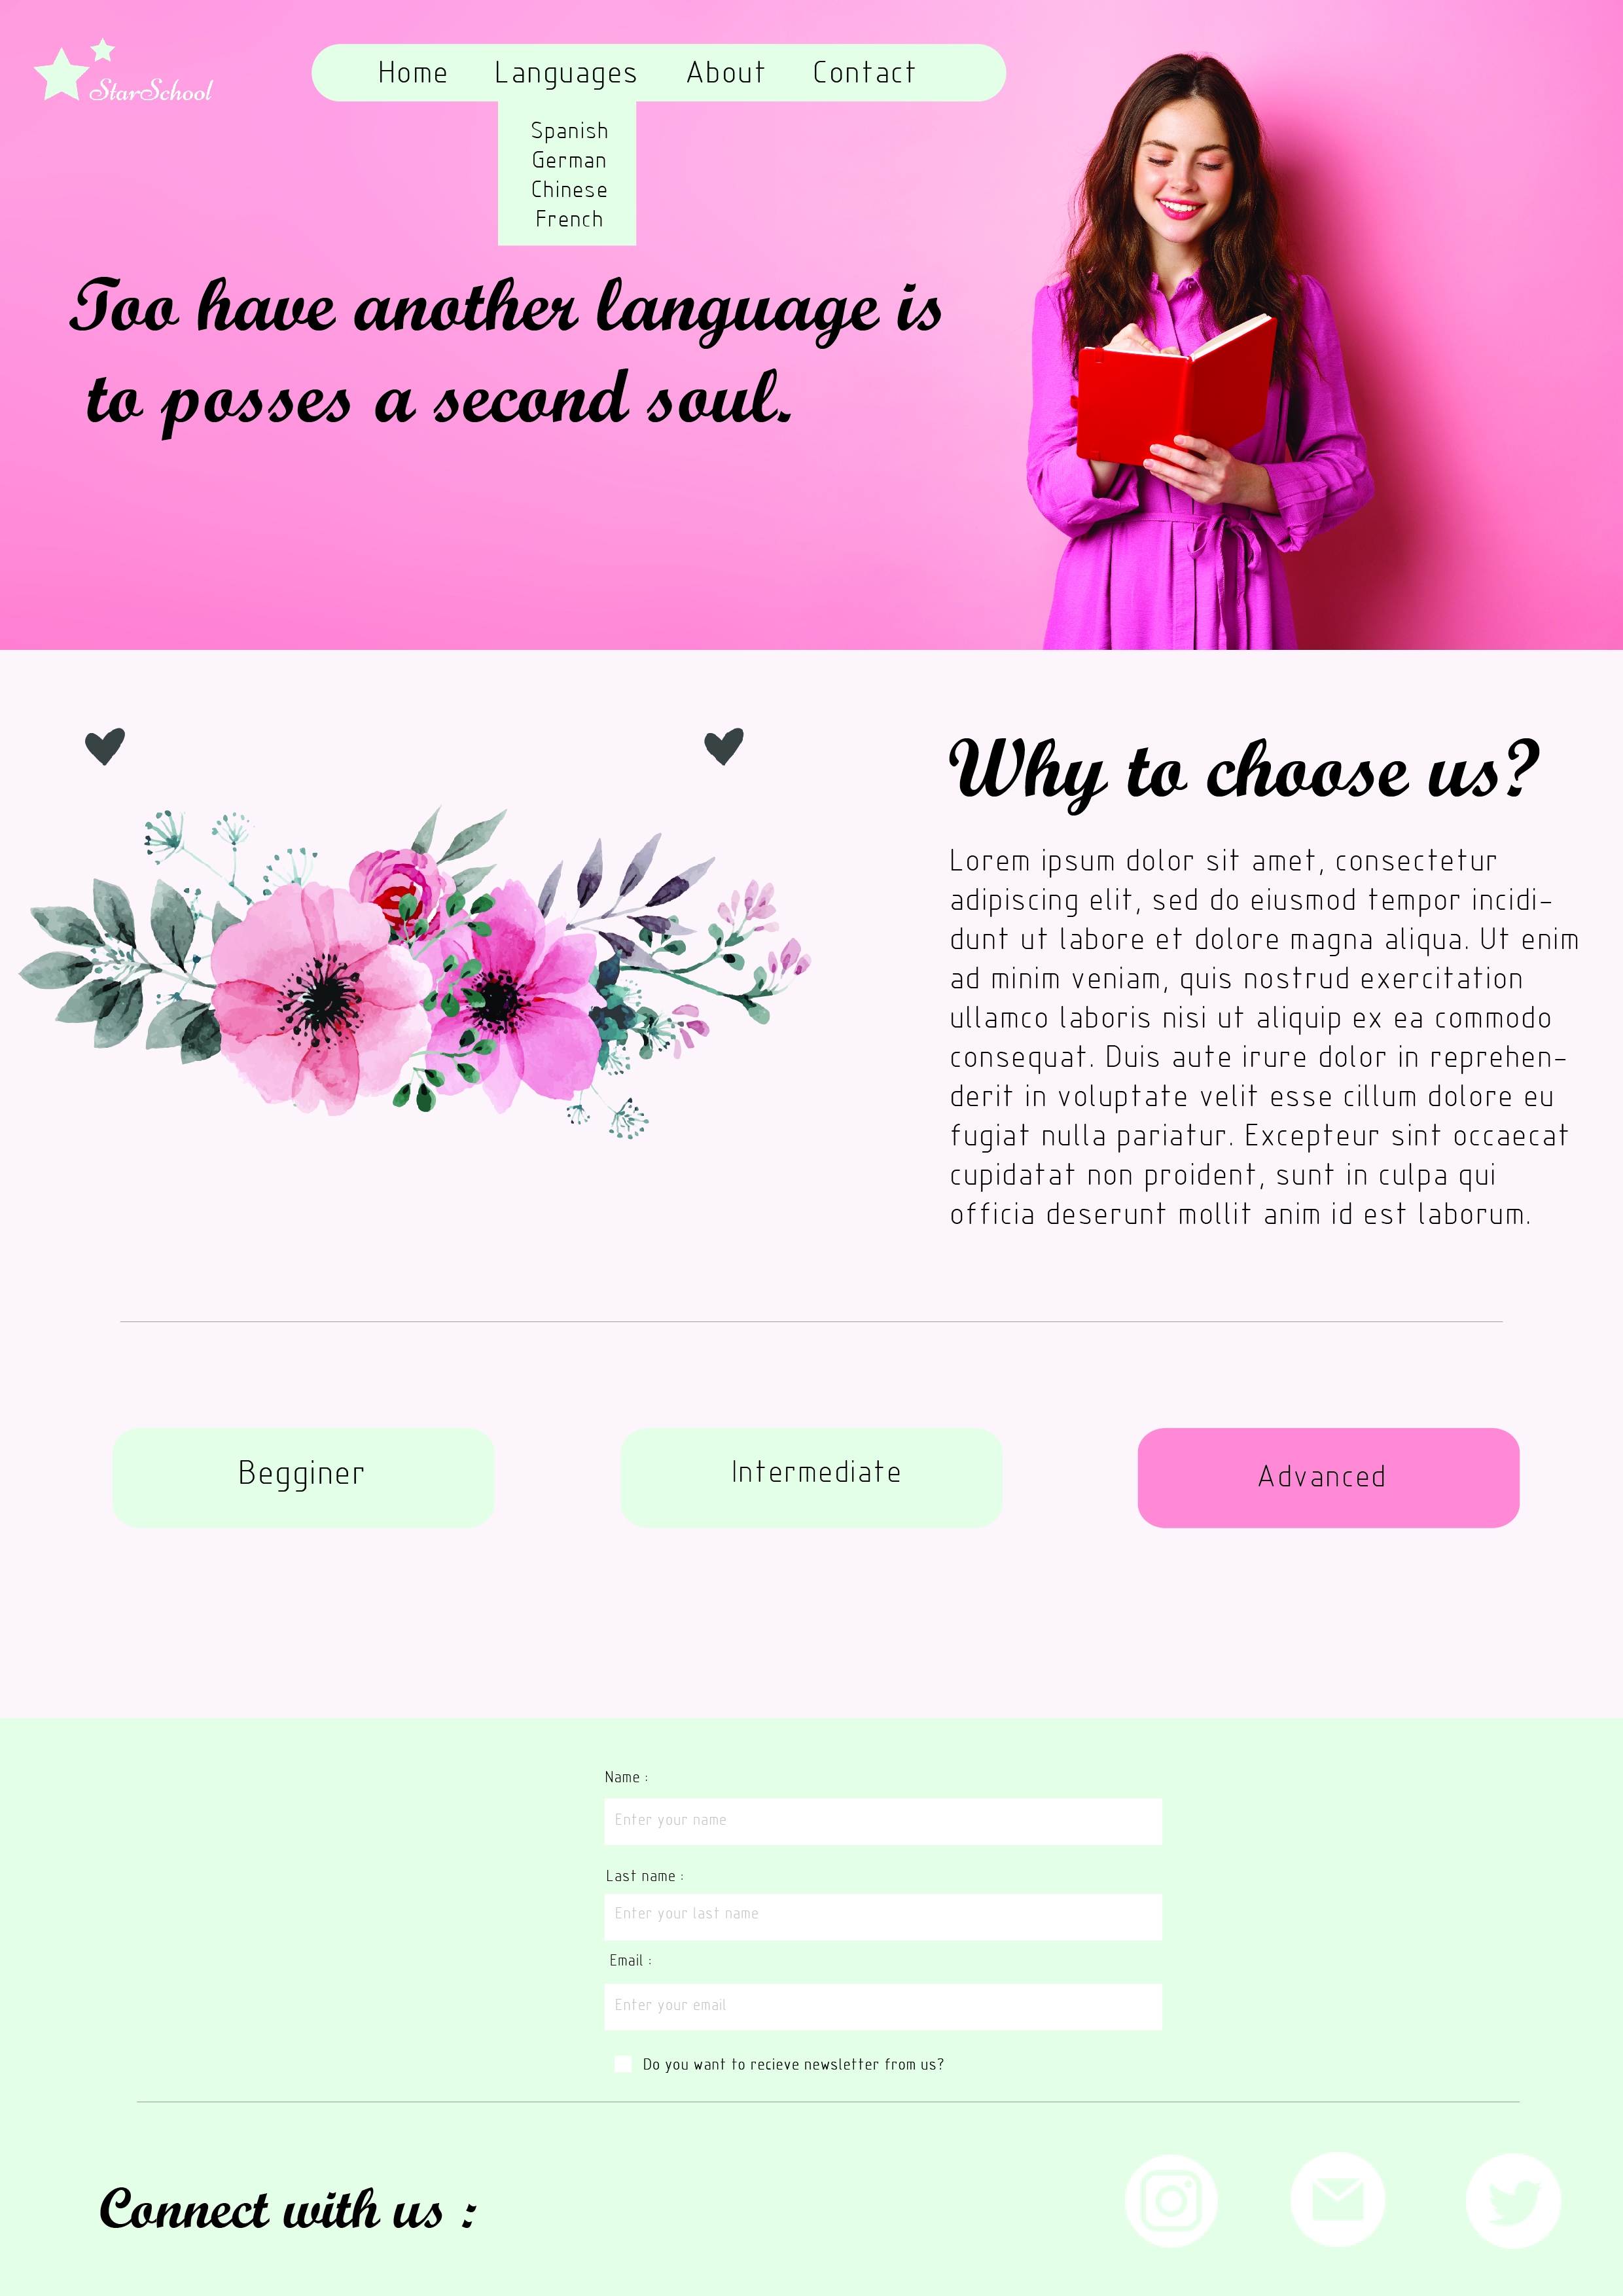 StarSchool
Home Languages About Contact
Spanish
German
Chinese
French
Too have another language is
to posses a second soul.
Why to choose us?
Lorem ipsum dolor sit amet, consectetur
adipiscing elit, sed do eiusmod tempor incidi-
dunt ut labore et dolore magna aliqua. Ut enim
ad minim veniam, quis nostrud exercitation
ullamco laboris nisi ut aliquip ex ea commodo
consequat. Duis aute irure dolor in reprehen-
derit in voluptate velit esse cillum dolore eu
fugiat nulla pariatur. Excepteur sint occaecat
cupidatat non proident, sunt in culpa qui
officia deserunt mollit anim id est laborum.
Begginer
Intermediate
Advanced
Name :
Enter your name
Last name :
Enter your last name
Email :
Enter your email
Do you want to recieve newsletter from us?
Connect with us :